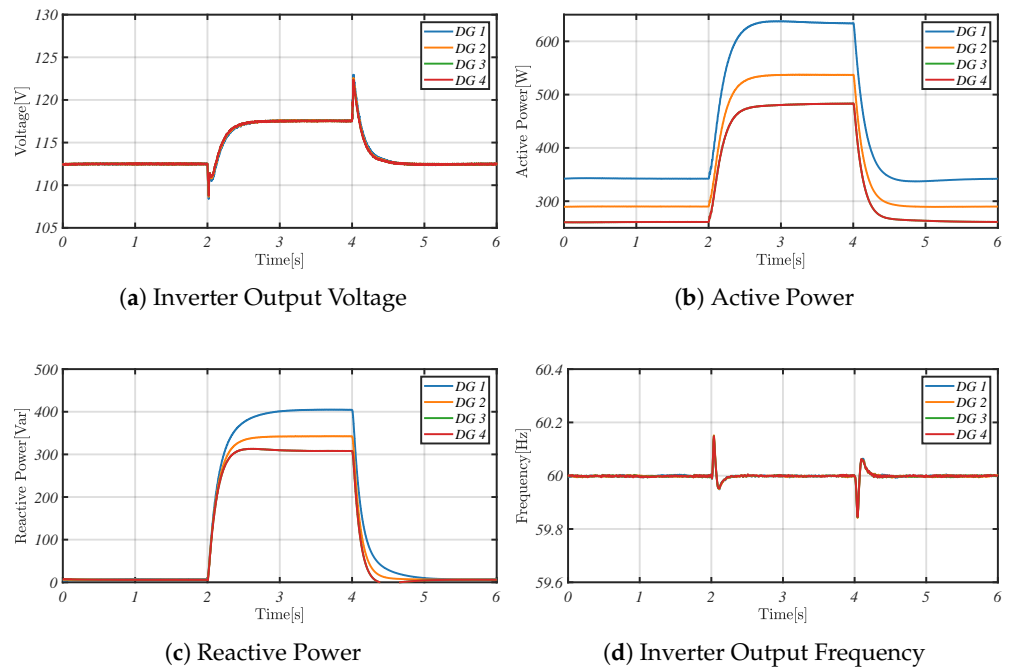 130
125
120
115
110
105
Voltage[V]
0 1 2 3 4 5 6
Time[s]
DG 1
DG 2
DG 3
DG 4
(a) Inverter Output Voltage
600
500
400
300
Active Power[W]
0 1 2 3 4 5 6
Time[s]
DG 1
DG 2
DG 3
DG 4
(b) Active Power
500
400
300
200
100
0
Reactive Power[Var]
0 1 2 3 4 5 6
Time[s]
DG 1
DG 2
DG 3
DG 4
(c) Reactive Power
60.4
60.2
60
59.8
59.6
Frequency[Hz]
0 1 2 3 4 5 6
Time[s]
DG 1
DG 2
DG 3
DG 4
(d) Inverter Output Frequency